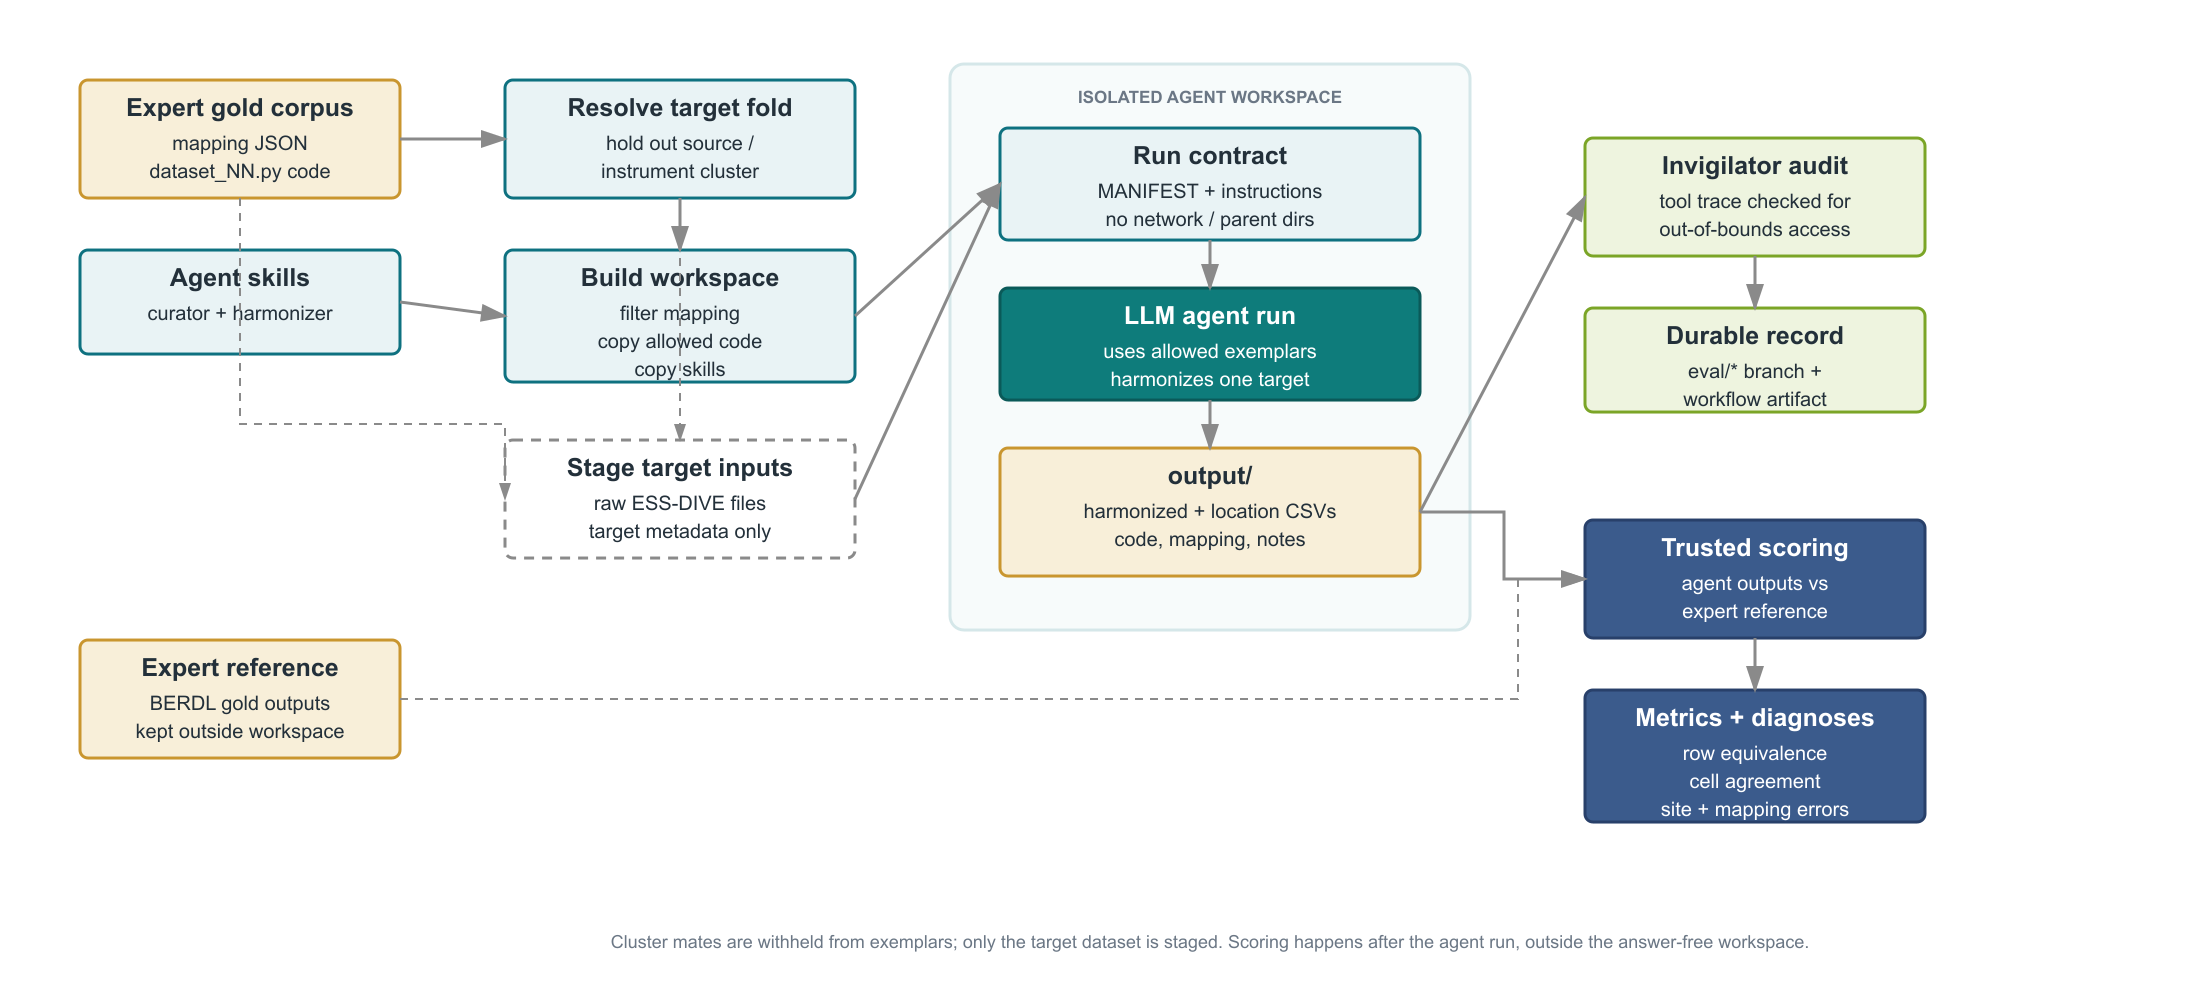 Expert gold corpus
mapping JSON
dataset_NN.py code
Resolve target fold
hold out source /
instrument cluster
Agent skills
curator + harmonizer
Build workspace
filter mapping
copy allowed code
copy skills
Stage target inputs
raw ESS-DIVE files
target metadata only
Expert reference
BERDL gold outputs
kept outside workspace
ISOLATED AGENT WORKSPACE
Run contract
MANIFEST + instructions
no network / parent dirs
LLM agent run
uses allowed exemplars
harmonizes one target
output/
harmonized + location CSVs
code, mapping, notes
Invigilator audit
tool trace checked for
out-of-bounds access
Durable record
eval/* branch +
workflow artifact
Trusted scoring
agent outputs vs
expert reference
Metrics + diagnoses
row equivalence
cell agreement
site + mapping errors
Cluster mates are withheld from exemplars; only the target dataset is staged. Scoring happens after the agent run, outside the answer-free workspace.